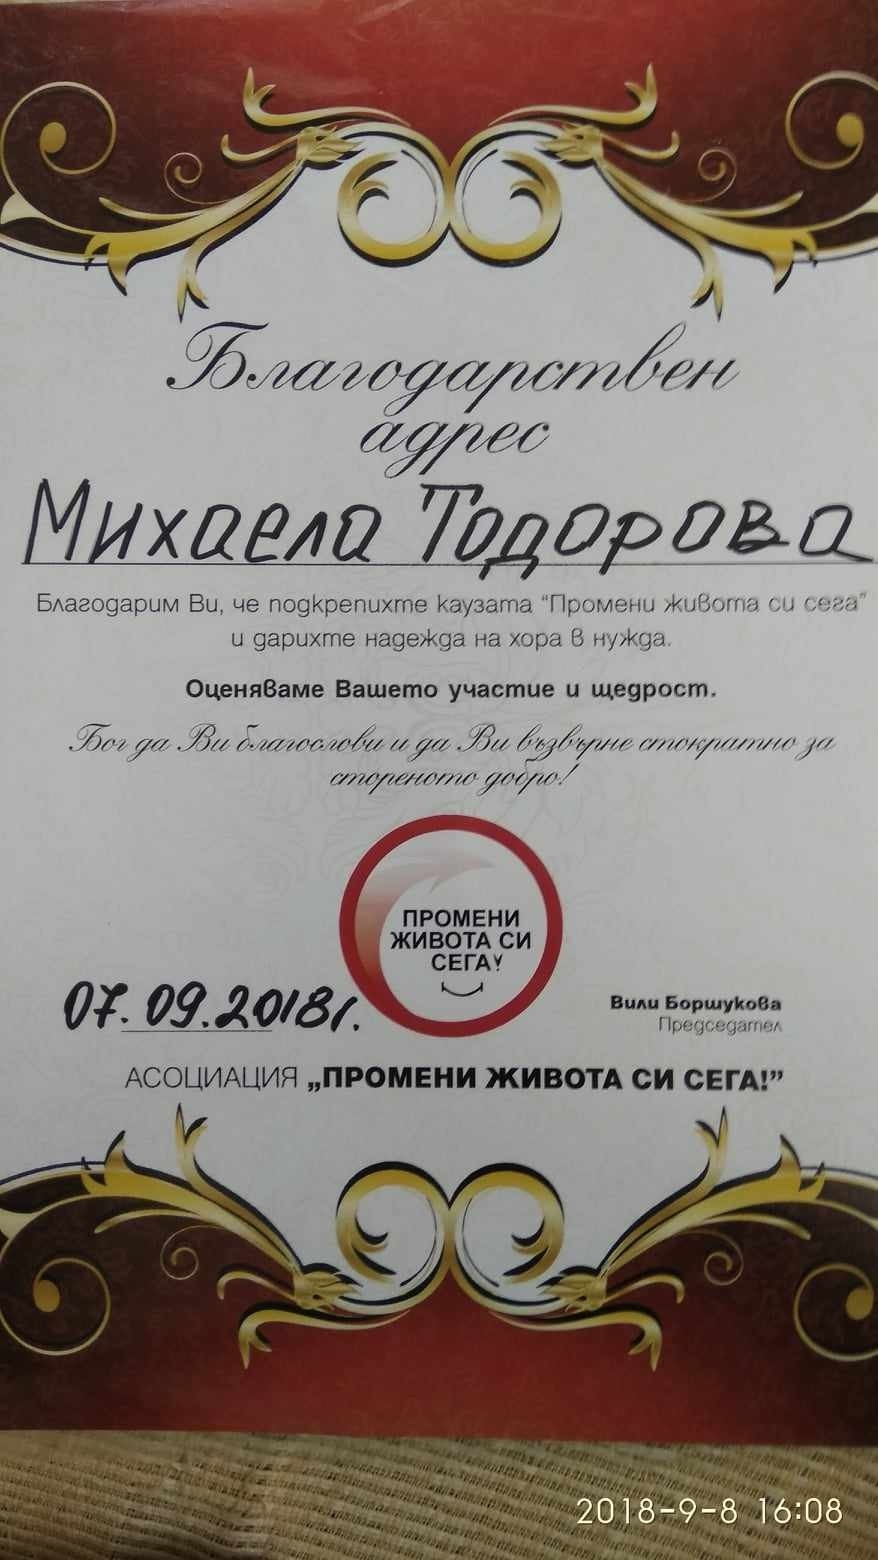 Благодарствен
адрес
Михаела Тодорова
Благодарим Ви, че подкрепихте каузата "Промени живота си сега"
и дарихте надежда на хора в нужда.
Оценяваме Вашето участие и щедрост.
Бог да Ви благослови и да Ви възвърне стократно за
стореното добро!
ПРОМЕНИ
ЖИВОТА СИ
СЕГА!
07.09.2018г.
Вили Боршукова
Председател
АСОЦИАЦИЯ „ПРОМЕНИ ЖИВОТА СИ СЕГА!”
2018-9-8 16:08